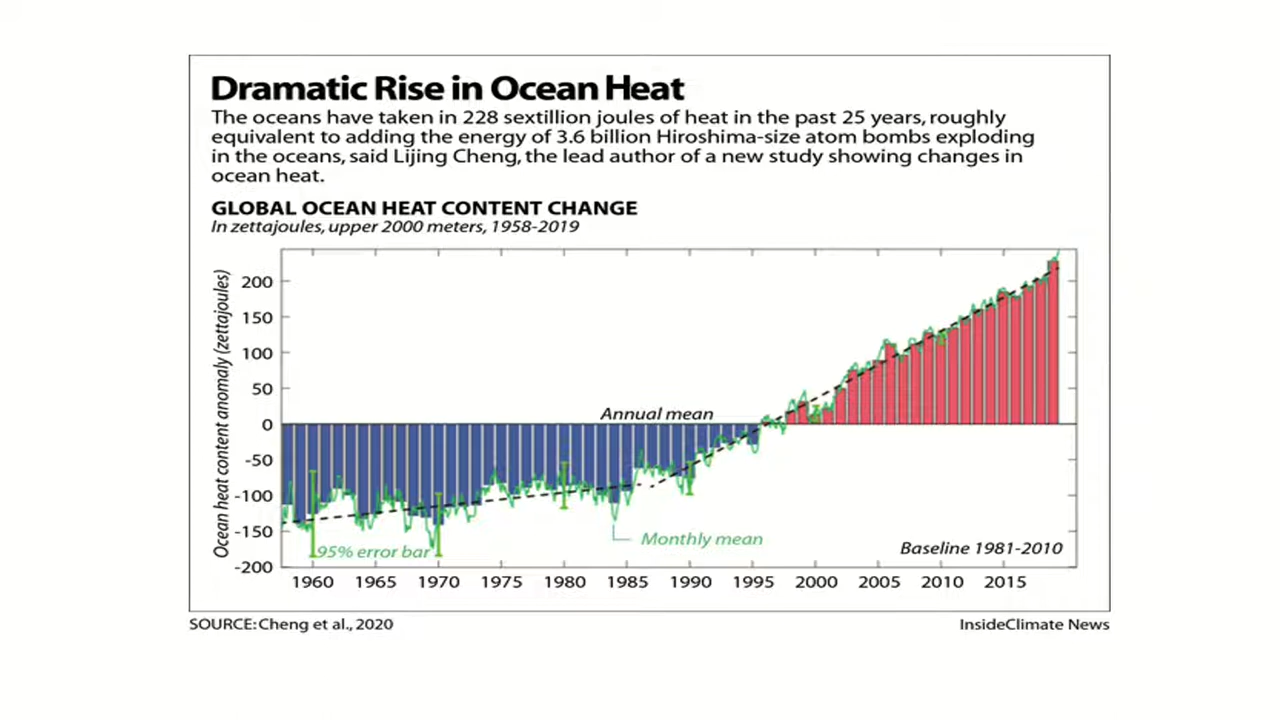 Dramatic Rise in Ocean Heat
The oceans have taken in 228 sextillion joules of heat in the past 25 years, roughly
equivalent to adding the energy of 3.6 billion Hiroshima-size atom bombs exploding
in the oceans, said Lijing Cheng, the lead author of a new study showing changes in
ocean heat.
GLOBAL OCEAN HEAT CONTENT CHANGE
In zettajoules, upper 2000 meters, 1958-2019
Ocean heat content anomaly (zettajoules)
200
150
100
50
0
-50
-100
-150
-200
Annual mean
Monthly mean
95% error bar
Baseline 1981-2010
1960 1965 1970 1975 1980 1985 1990 1995 2000 2005 2010 2015
SOURCE: Cheng et al., 2020
InsideClimate News